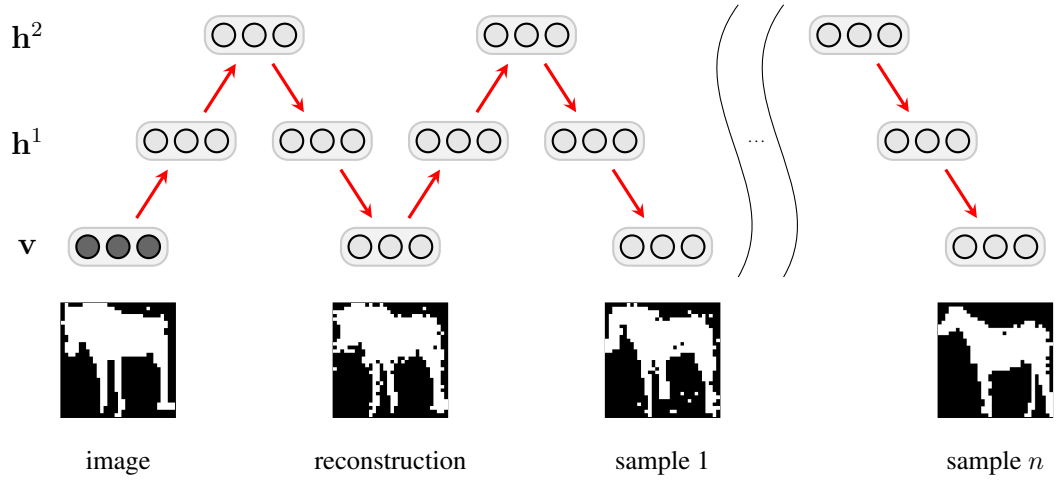 h²
h¹
...
v
image reconstruction sample 1 sample n